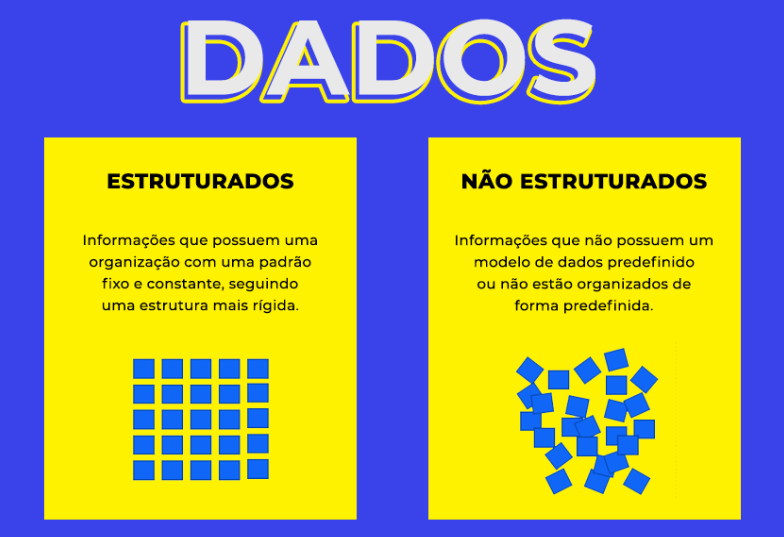 DADOS
ESTRUTURADOS
Informações que possuem uma
organização com uma padrão
fixo e constante, seguindo
uma estrutura mais rígida.
NÃO ESTRUTURADOS
Informações que não possuem um
modelo de dados predefinido
ou não estão organizados de
forma predefinida.